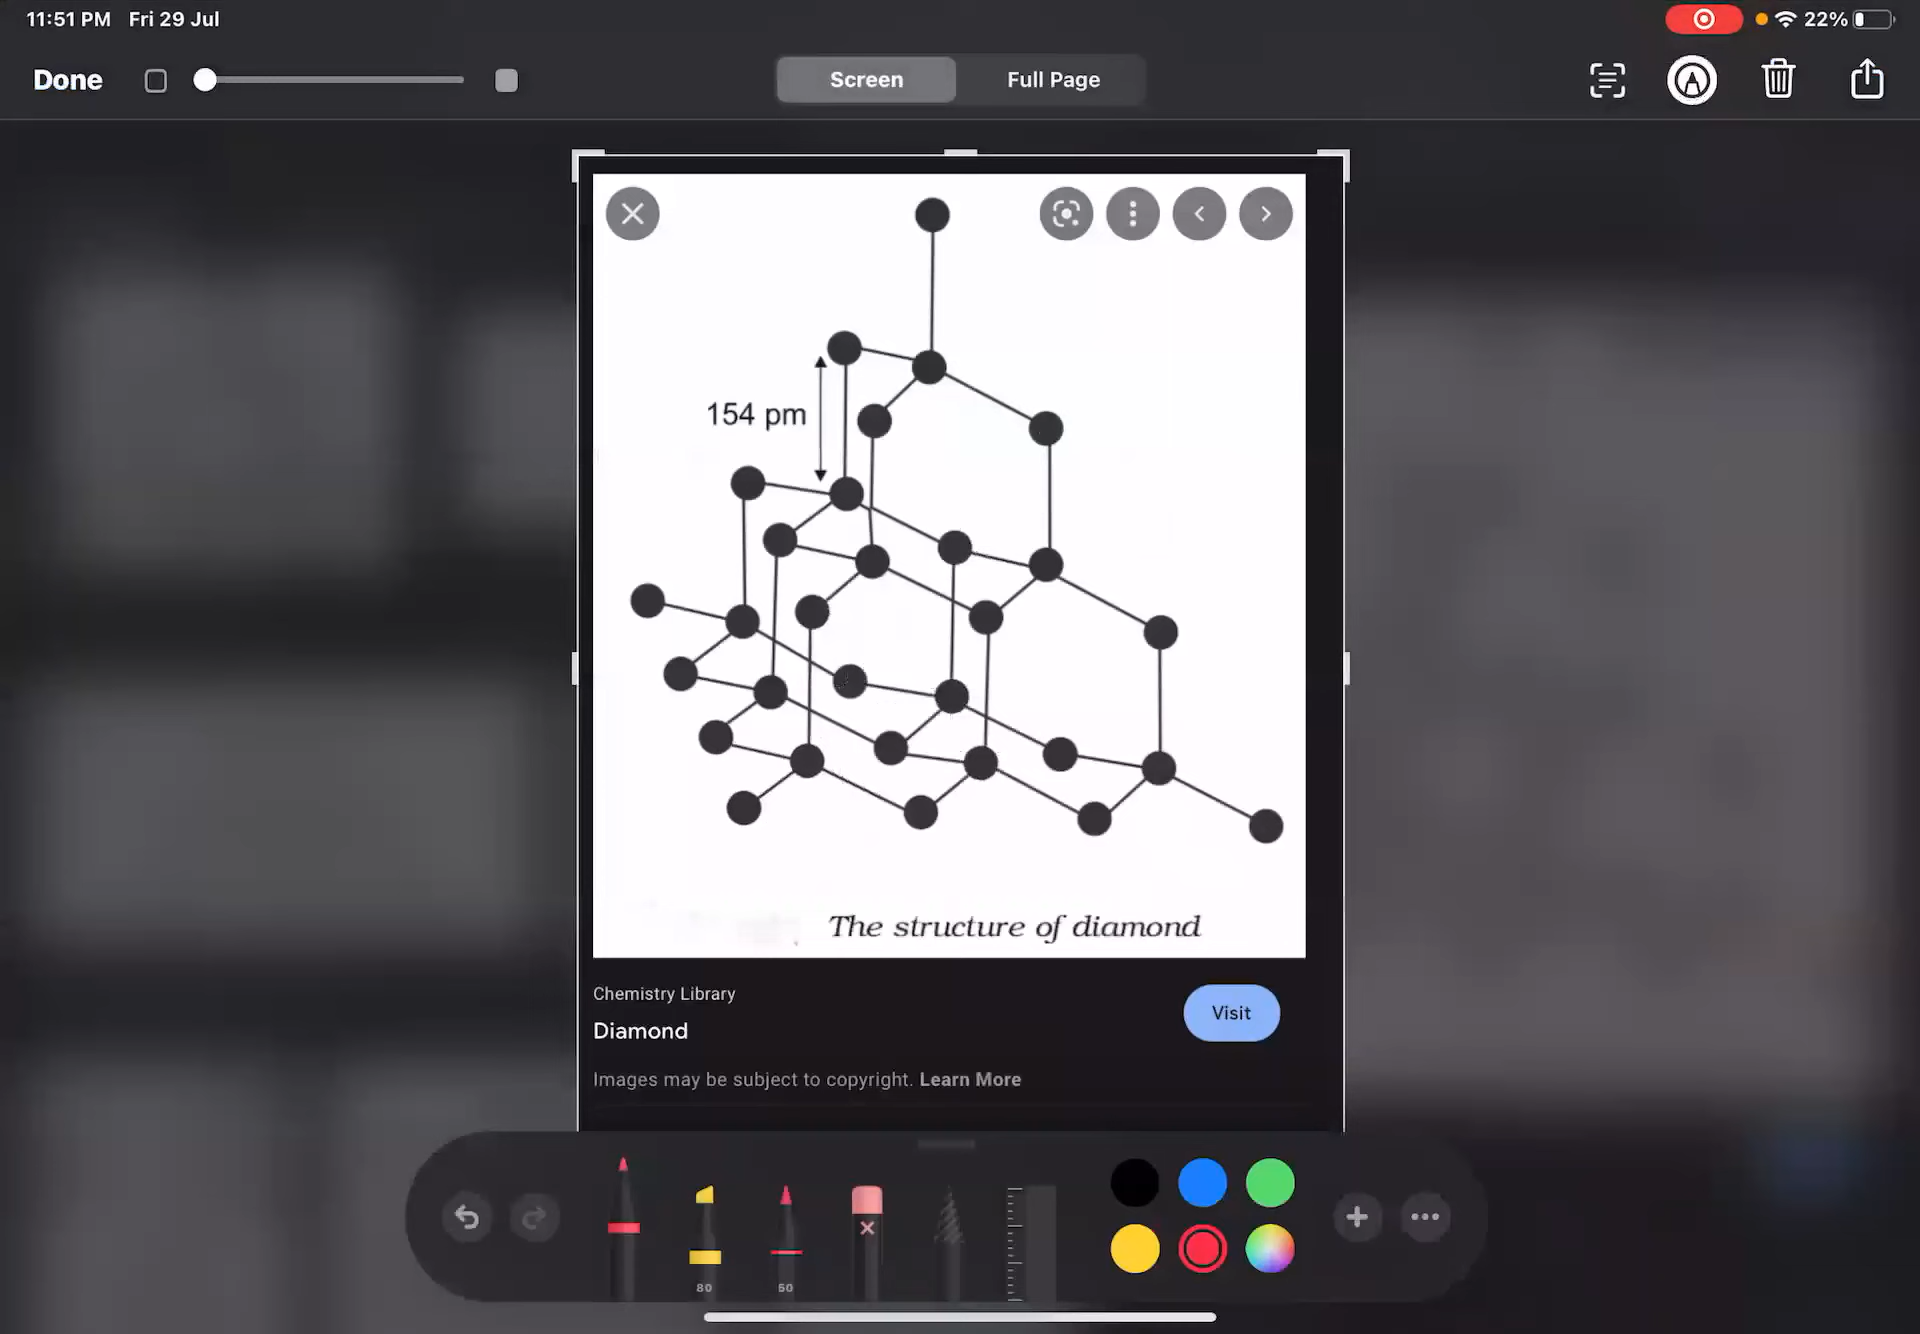 11:51 PM Fri 29 Jul
22%
Done
Screen
Full Page
154 pm
The structure of diamond
Chemistry Library
Diamond
Visit
Images may be subject to copyright. Learn More
80
50